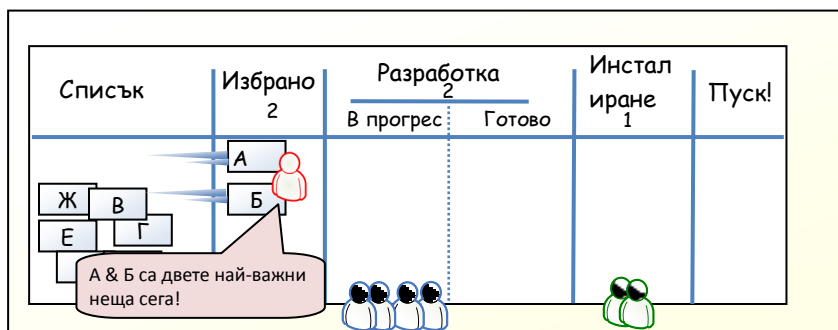 Списък
Избрано
2
Разработка
2
В прогрес
Готово
Инстал
иране
1
Пуск!
А
Б
Ж
В
Е
Г
А & Б са двете най-важни
неща сега!